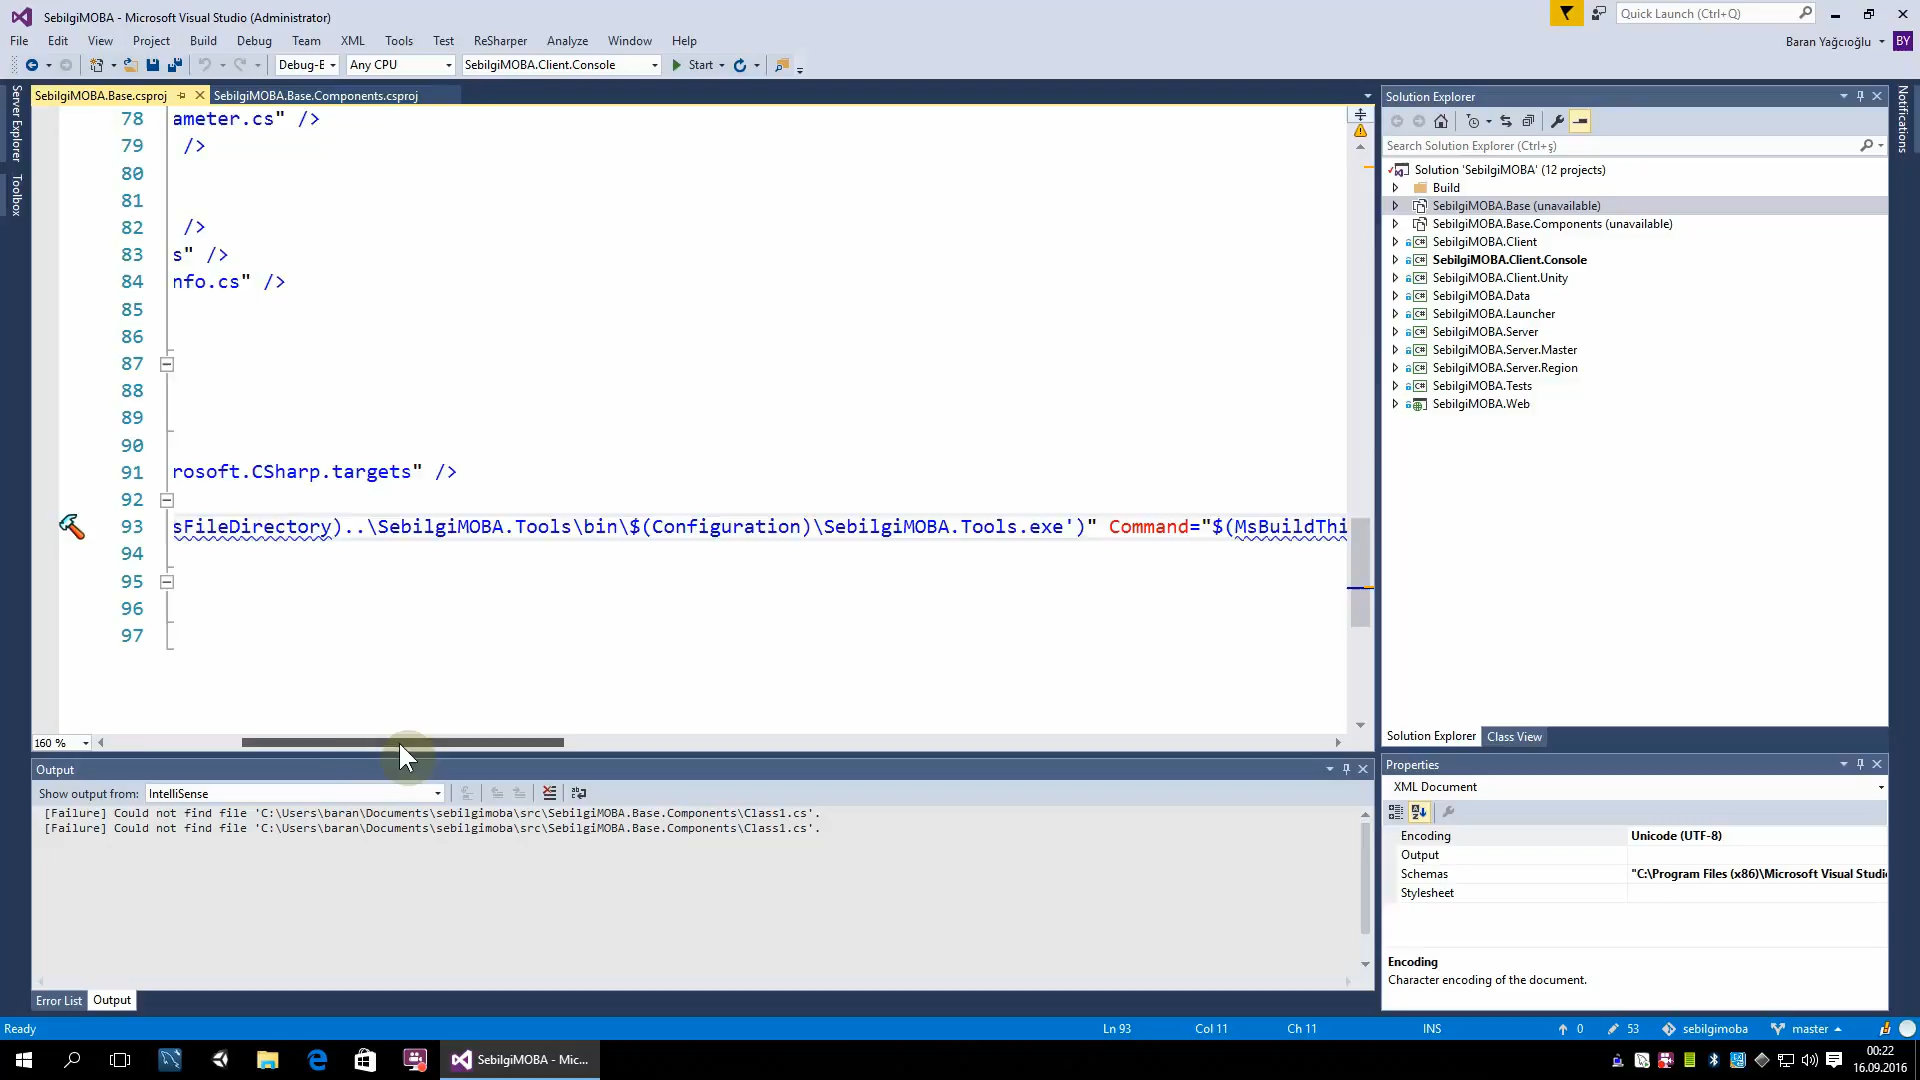 SebilgiMOBA - Microsoft Visual Studio (Administrator)
Quick Launch (Ctrl+Q)
File Edit View Project Build Debug Team XML Tools Test ReSharper Analyze Window Help
Baran Yağcıoğlu BY
Debug-E Any CPU SebilgiMOBA.Client.Console Start
Server Explorer
Toolbox
Notifications
SebilgiMOBA.Base.csproj SebilgiMOBA.Base.Components.csproj
78 ameter.cs" />
79 />
80
81
82 />
83 s" />
84 nfo.cs" />
85
86
87
88
89
90
91 rosoft.CSharp.targets" />
92
93 sFileDirectory)..\SebilgiMOBA.Tools\bin\$(Configuration)\SebilgiMOBA.Tools.exe')" Command="$(MsBuildThi
94
95
96
97
160 %
Output
Show output from: IntelliSense
[Failure] Could not find file 'C:\Users\baran\Documents\sebilgimoba\src\SebilgiMOBA.Base.Components\Class1.cs'.
[Failure] Could not find file 'C:\Users\baran\Documents\sebilgimoba\src\SebilgiMOBA.Base.Components\Class1.cs'.
Error List Output
Solution Explorer
Search Solution Explorer (Ctrl+ş)
Solution 'SebilgiMOBA' (12 projects)
Build
SebilgiMOBA.Base (unavailable)
SebilgiMOBA.Base.Components (unavailable)
SebilgiMOBA.Client
SebilgiMOBA.Client.Console
SebilgiMOBA.Client.Unity
SebilgiMOBA.Data
SebilgiMOBA.Launcher
SebilgiMOBA.Server
SebilgiMOBA.Server.Master
SebilgiMOBA.Server.Region
SebilgiMOBA.Tests
SebilgiMOBA.Web
Solution Explorer Class View
Properties
XML Document
Encoding Unicode (UTF-8)
Output
Schemas "C:\Program Files (x86)\Microsoft Visual Studi
Stylesheet
Encoding
Character encoding of the document.
Ready Ln 93 Col 11 Ch 11 INS 0 53 sebilgimoba master
SebilgiMOBA - Mic...
00:22
16.09.2016